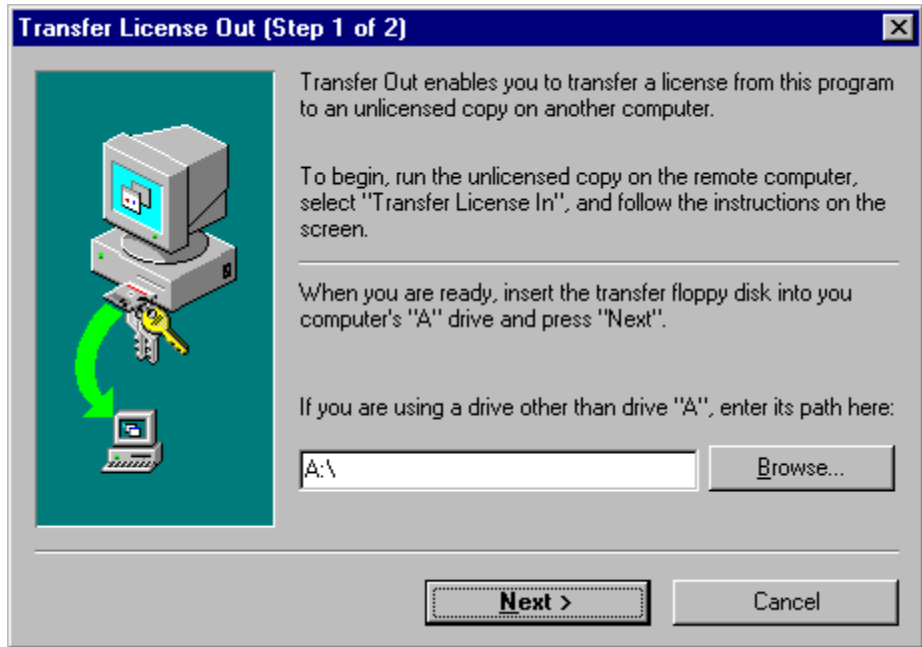 Transfer License Out (Step 1 of 2)
Transfer Out enables you to transfer a license from this program
to an unlicensed copy on another computer.
To begin, run the unlicensed copy on the remote computer,
select "Transfer License In", and follow the instructions on the
screen.
When you are ready, insert the transfer floppy disk into you
computer's "A" drive and press "Next".
If you are using a drive other than drive "A", enter its path here:
A:\
Browse...
Next >
Cancel